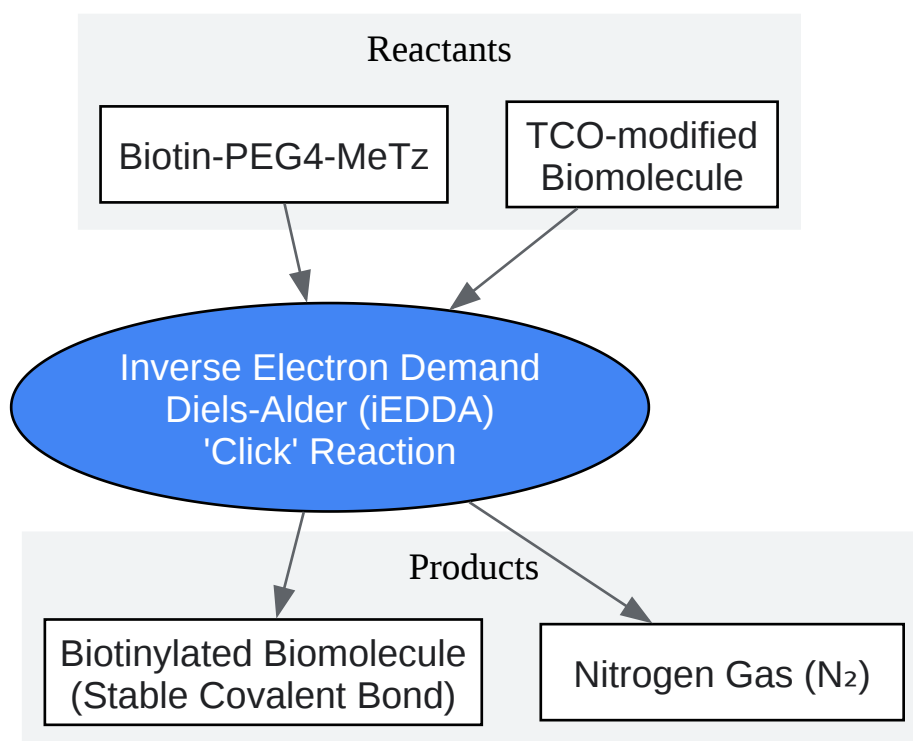 Reactants
Biotin-PEG4-MeTz
TCO-modified
Biomolecule
Inverse Electron Demand
Diels-Alder (iEDDA)
'Click' Reaction
Products
Biotinylated Biomolecule
(Stable Covalent Bond)
Nitrogen Gas (N₂)